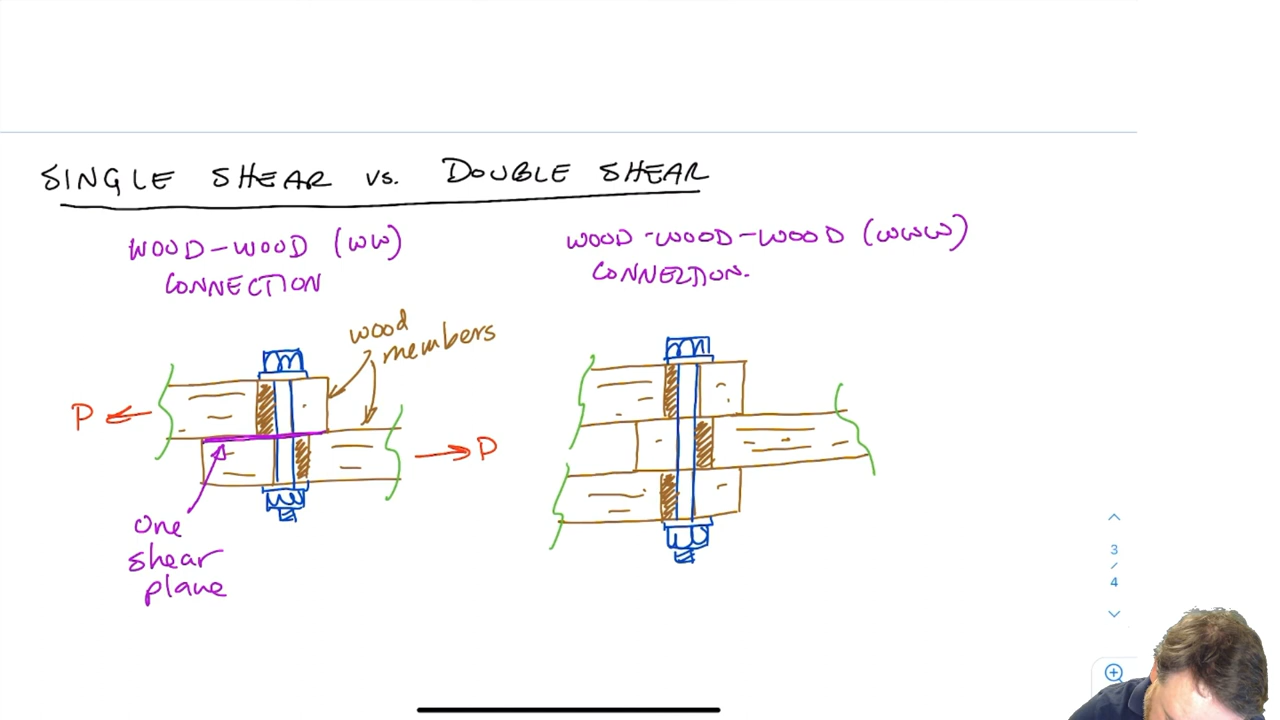 SINGLE SHEAR vs. DOUBLE SHEAR
WOOD-WOOD (WW)
CONNECTION
WOOD-WOOD-WOOD (WWW)
CONNECTION.
wood
members
P
P
One
shear
plane
3
/
4